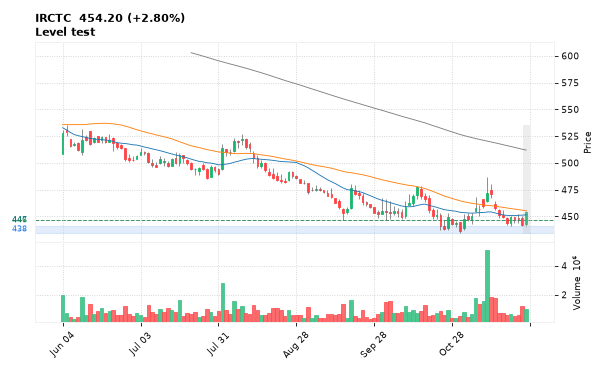 IRCTC 454.20 (+2.80%)
Level test
600
575
550
525
500
475
450
Price
446
438
4
2
Volume 10⁶
Jun 04
Jul 03
Jul 31
Aug 28
Sep 28
Oct 28